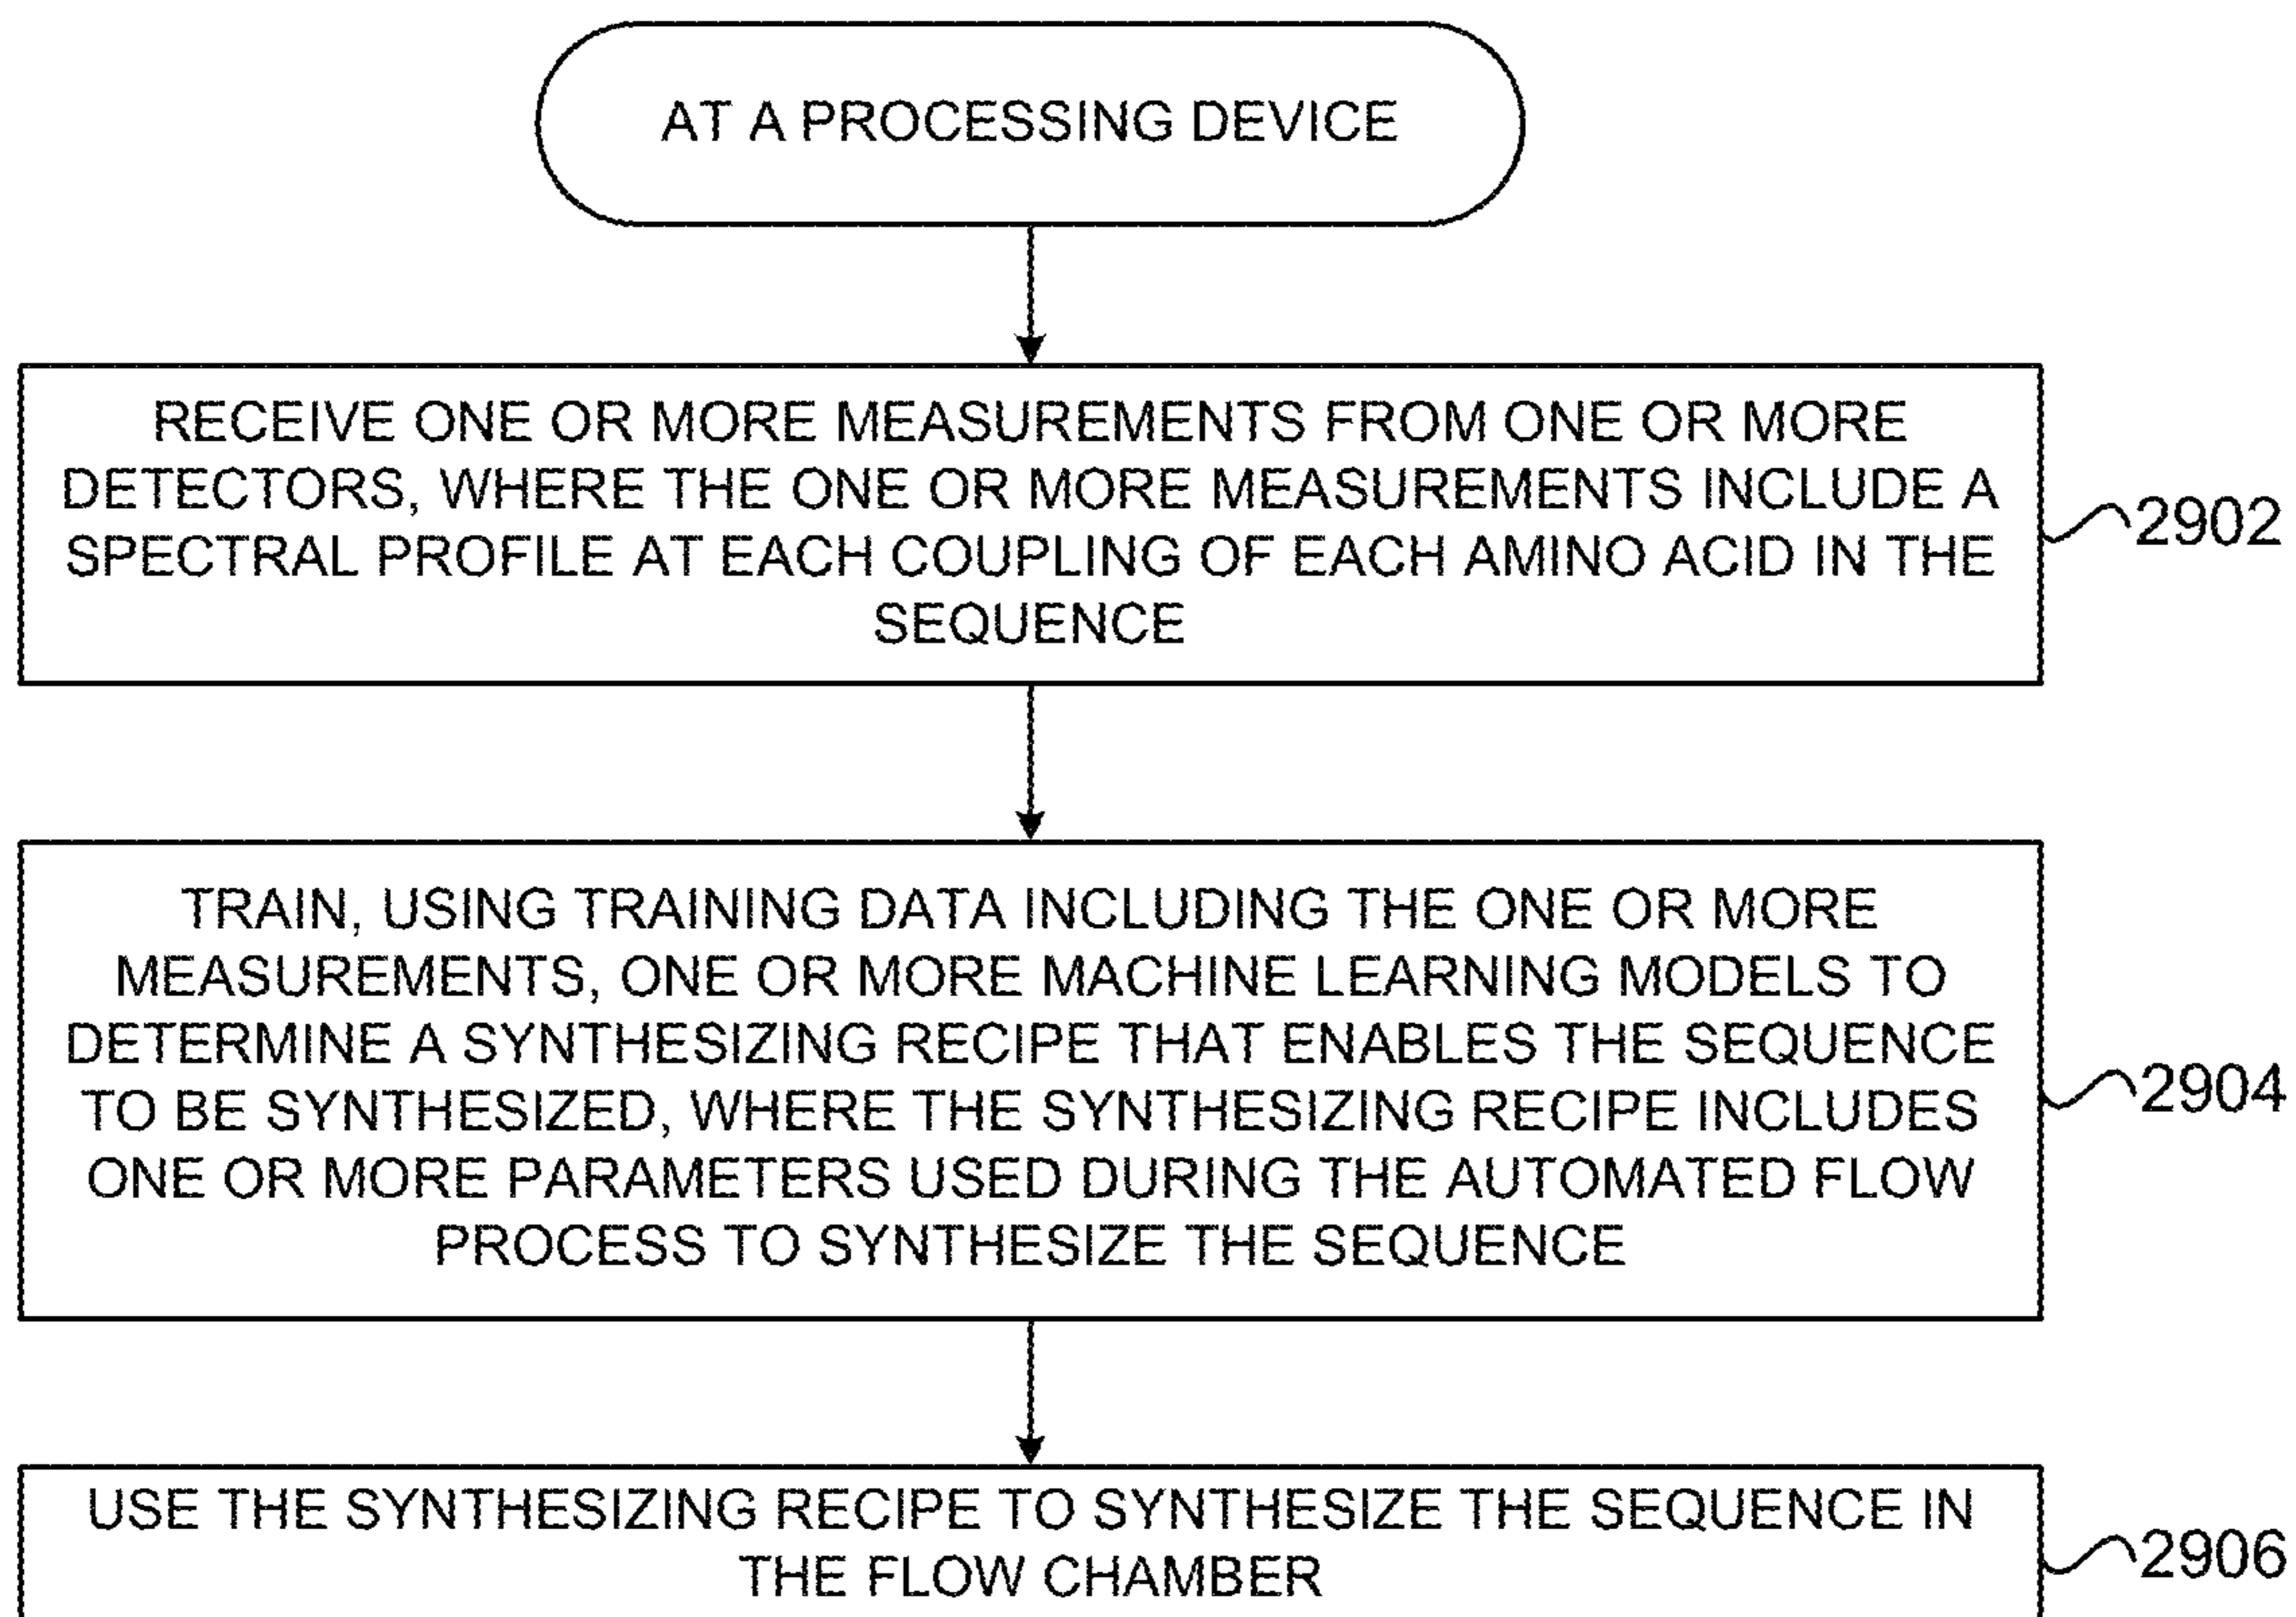 AT A PROCESSING DEVICE
RECEIVE ONE OR MORE MEASUREMENTS FROM ONE OR MORE
DETECTORS, WHERE THE ONE OR MORE MEASUREMENTS INCLUDE A
SPECTRAL PROFILE AT EACH COUPLING OF EACH AMINO ACID IN THE
SEQUENCE
2902
TRAIN, USING TRAINING DATA INCLUDING THE ONE OR MORE
MEASUREMENTS, ONE OR MORE MACHINE LEARNING MODELS TO
DETERMINE A SYNTHESIZING RECIPE THAT ENABLES THE SEQUENCE
TO BE SYNTHESIZED, WHERE THE SYNTHESIZING RECIPE INCLUDES
ONE OR MORE PARAMETERS USED DURING THE AUTOMATED FLOW
PROCESS TO SYNTHESIZE THE SEQUENCE
2904
USE THE SYNTHESIZING RECIPE TO SYNTHESIZE THE SEQUENCE IN
THE FLOW CHAMBER
2906